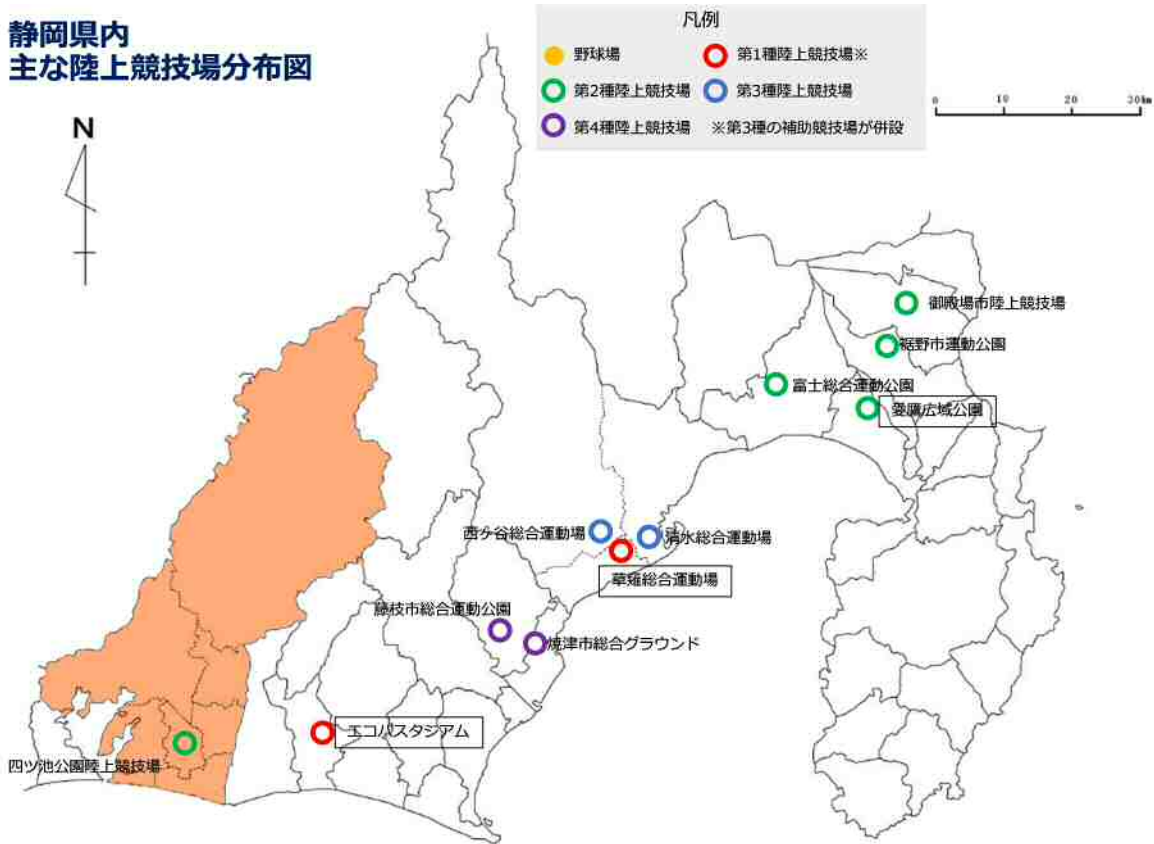 静岡県内
主な陸上競技場分布図
凡例
野球場
第1種陸上競技場※
第2種陸上競技場
第3種陸上競技場
第4種陸上競技場
※第3種の補助競技場が併設
N
0 10 20 30km
御殿場市陸上競技場
裾野市運動公園
富士総合運動公園
愛鷹広域公園
西ケ谷総合運動場
清水総合運動場
草薙総合運動場
藤枝市総合運動公園
焼津市総合グラウンド
エコパスタジアム
四ツ池公園陸上競技場